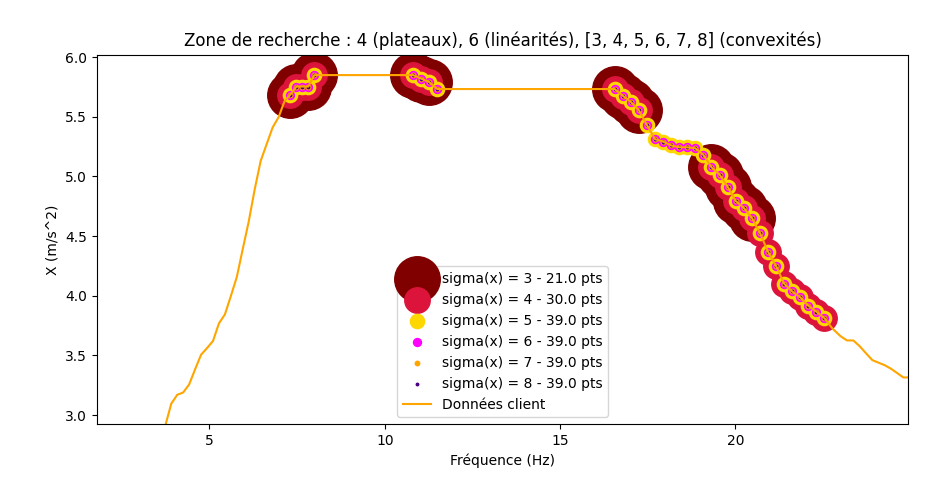 Zone de recherche : 4 (plateaux), 6 (linéarités), [3, 4, 5, 6, 7, 8] (convexités)
6.0
5.5
5.0
4.5
4.0
3.5
3.0
X (m/s^2)
sigma(x) = 3 - 21.0 pts
sigma(x) = 4 - 30.0 pts
sigma(x) = 5 - 39.0 pts
sigma(x) = 6 - 39.0 pts
sigma(x) = 7 - 39.0 pts
sigma(x) = 8 - 39.0 pts
Données client
5 10 15 20
Fréquence (Hz)